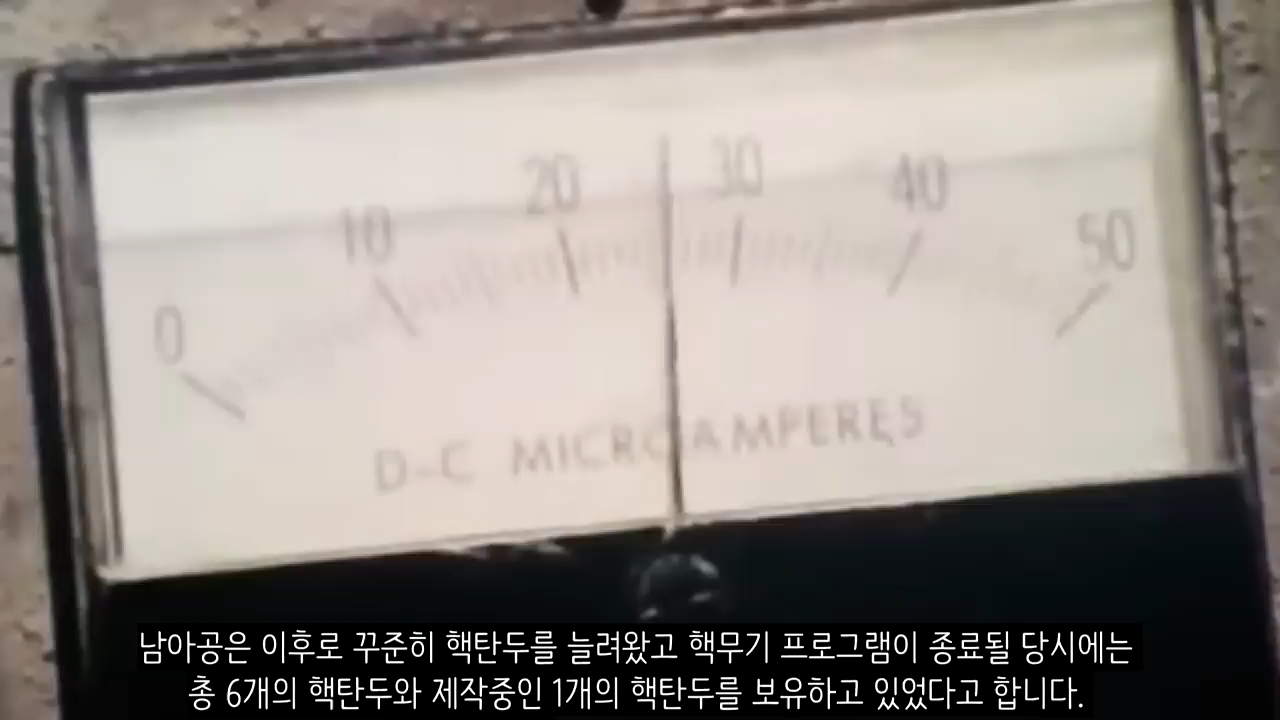 0 10 20 30 40 50
D-C MICROAMPERES
남아공은 이후로 꾸준히 핵탄두를 늘려왔고 핵무기 프로그램이 종료될 당시에는
총 6개의 핵탄두와 제작중인 1개의 핵탄두를 보유하고 있었다고 합니다.